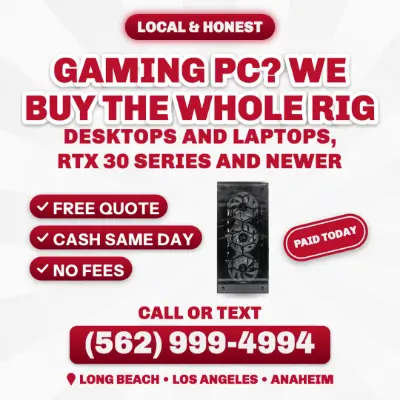 LOCAL & HONEST
GAMING PC? WE
BUY THE WHOLE RIG
DESKTOPS AND LAPTOPS,
RTX 30 SERIES AND NEWER
FREE QUOTE
CASH SAME DAY
NO FEES
PAID TODAY
CALL OR TEXT
(562) 999-4994
LONG BEACH • LOS ANGELES • ANAHEIM